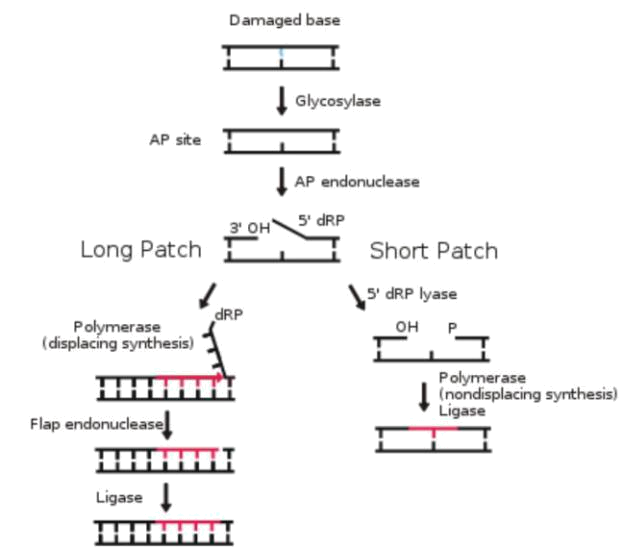 Damaged base
Glycosylase
AP site
AP endonuclease
3' OH
5' dRP
Long Patch
Short Patch
5' dRP lyase
dRP
Polymerase
(displacing synthesis)
OH
P
Polymerase
(nondisplacing synthesis)
Ligase
Flap endonuclease
Ligase